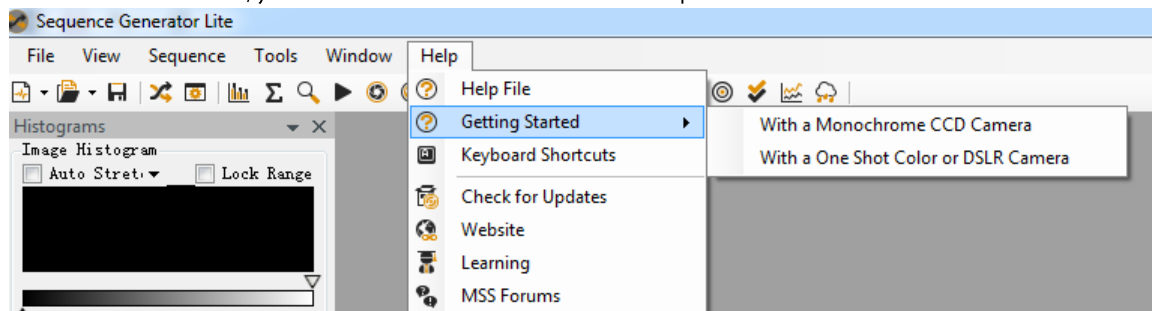 Sequence Generator Lite
File View Sequence Tools Window Help
Help File
Getting Started
With a Monochrome CCD Camera
With a One Shot Color or DSLR Camera
Keyboard Shortcuts
Check for Updates
Website
Learning
MSS Forums
Histograms
Image Histogram
Auto Stret
Lock Range